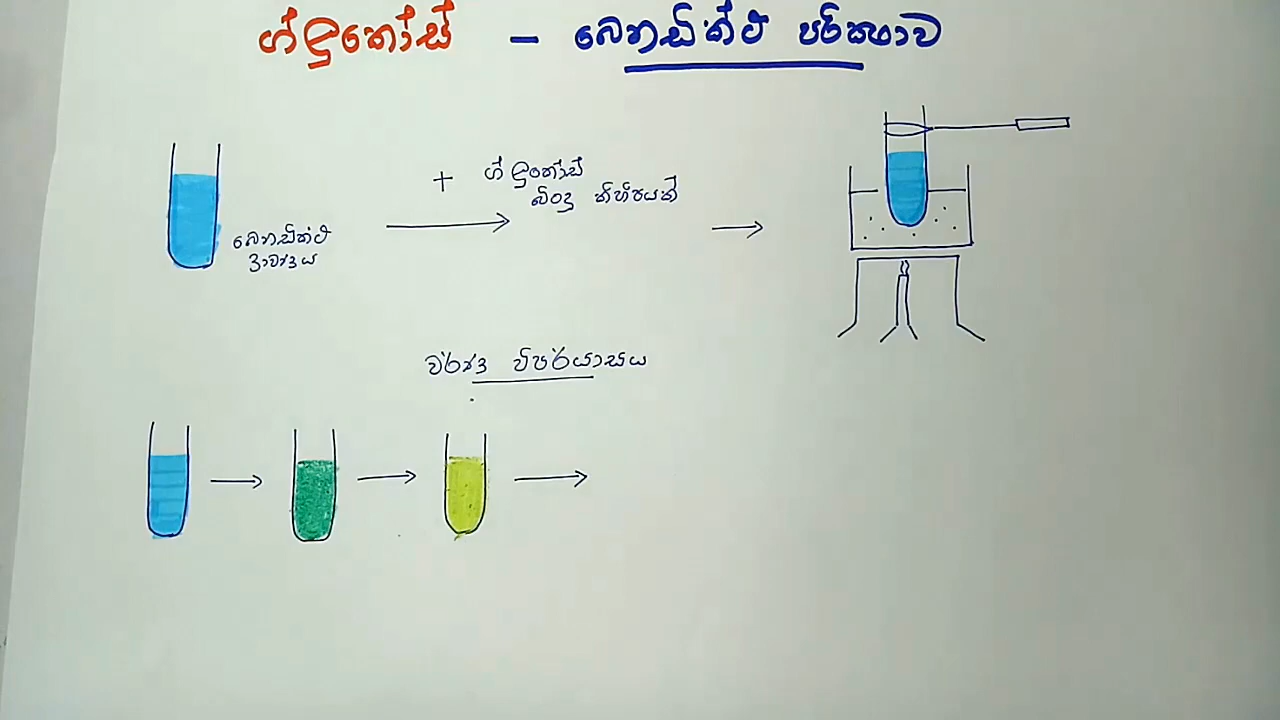 ග්ලූකෝස් - බෙනඩික්ට් පරීක්ෂාව
+ ග්ලූකෝස්
බිංදු කිහිපයක්
බෙනඩික්ට්
ද්‍රාවණය
වර්ණ විපර්යාසය